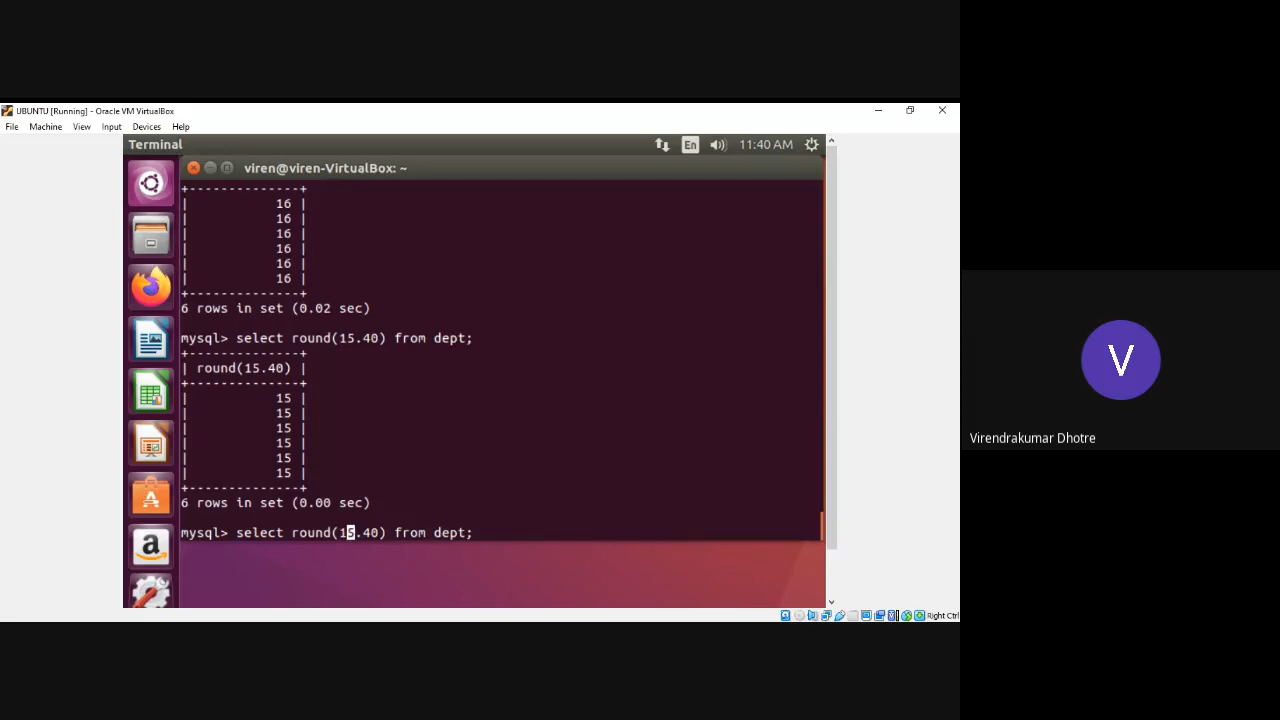 UBUNTU [Running] - Oracle VM VirtualBox
File Machine View Input Devices Help
Terminal En 11:40 AM
viren@viren-VirtualBox: ~
+--------------+
| 16 |
| 16 |
| 16 |
| 16 |
| 16 |
| 16 |
+--------------+
6 rows in set (0.02 sec)
mysql> select round(15.40) from dept;
+--------------+
| round(15.40) |
+--------------+
| 15 |
| 15 |
| 15 |
| 15 |
| 15 |
| 15 |
+--------------+
6 rows in set (0.00 sec)
mysql> select round(15.40) from dept;
Right Ctrl
V
Virendrakumar Dhotre